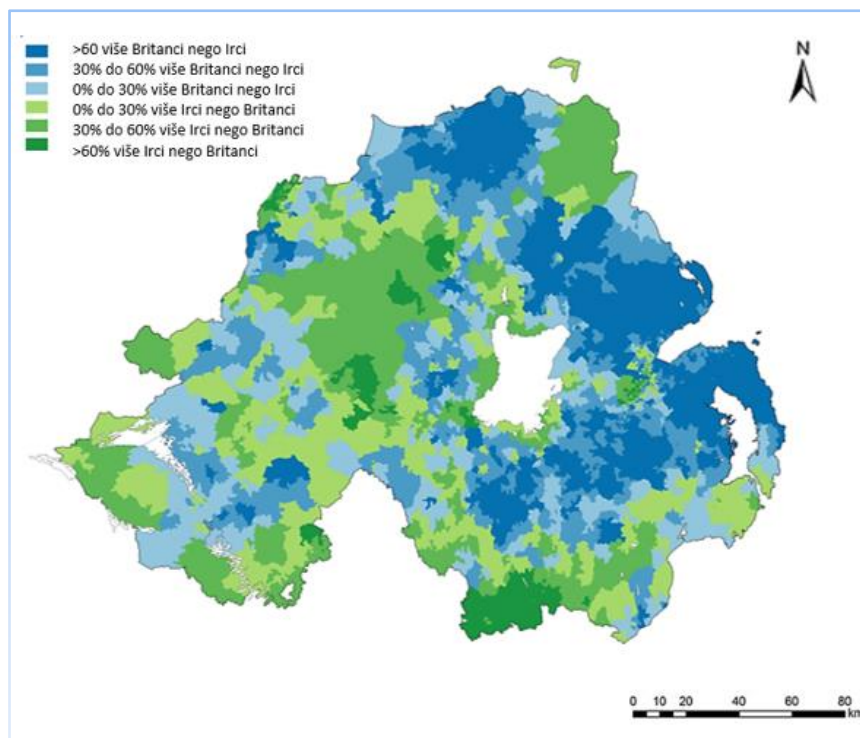 >60 više Britanci nego Irci
30% do 60% više Britanci nego Irci
0% do 30% više Britanci nego Irci
0% do 30% više Irci nego Britanci
30% do 60% više Irci nego Britanci
>60% više Irci nego Britanci
N
0 10 20 40 60 80
km